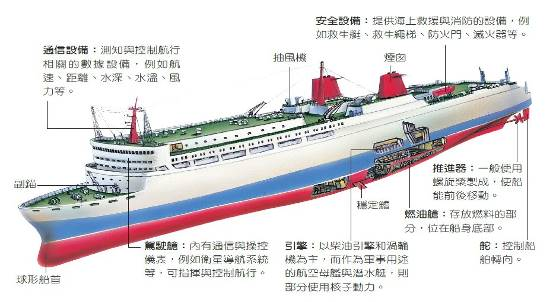 安全設備：提供海上救援與消防的設備，例
如救生艇、救生繩梯、防火門、滅火器等。
通信設備：測知與控制航行
相關的數據設備，例如航
速、距離、水深、水溫、風
力等。
抽風機
煙囪
副錨
推進器：一般使用
螺旋槳製成，使船
能前後移動。
穩定鰭
燃油艙：存放燃料的部
分，位在船身底部。
駕駛艙：內有通信與操控
儀表，例如衛星導航系統
等，可指揮與控制航行。
引擎：以柴油引擎和渦輪
機為主，而作為軍事用途
的航空母艦與潛水艇，則
部分使用核子動力。
舵：控制船
舶轉向。
球形船首